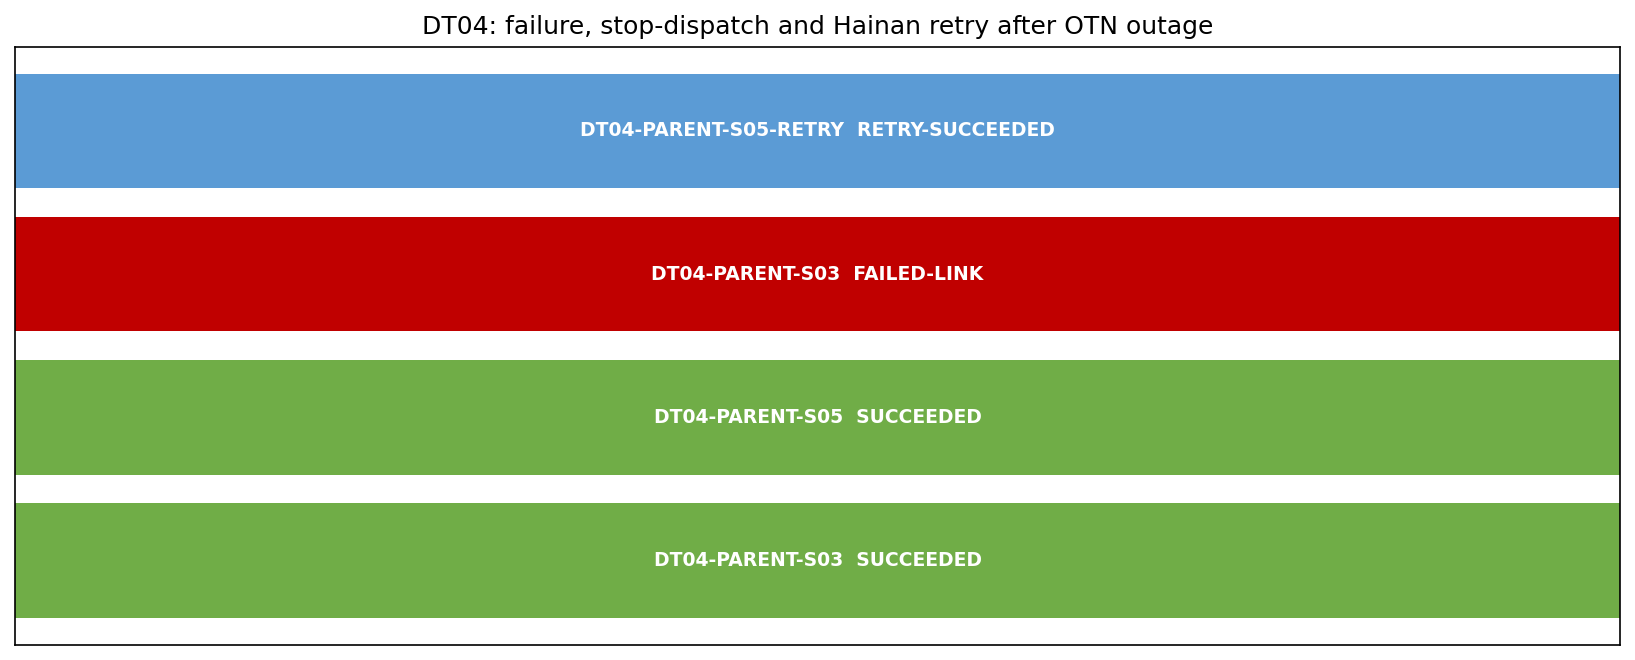 DT04: failure, stop-dispatch and Hainan retry after OTN outage
DT04-PARENT-S05-RETRY  RETRY-SUCCEEDED
DT04-PARENT-S03  FAILED-LINK
DT04-PARENT-S05  SUCCEEDED
DT04-PARENT-S03  SUCCEEDED